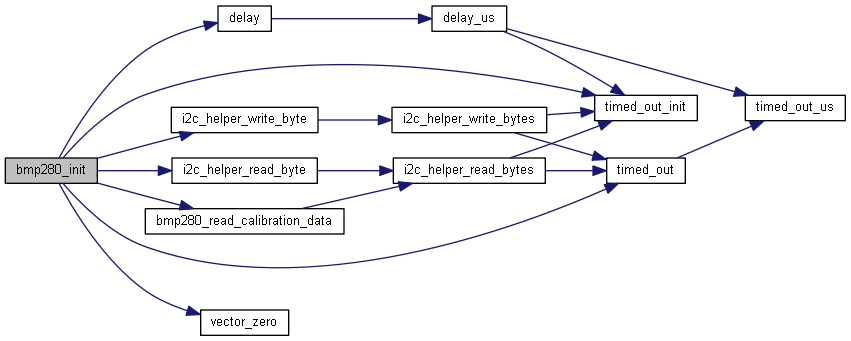 delay
delay_us
timed_out_init
timed_out_us
i2c_helper_write_byte
i2c_helper_write_bytes
bmp280_init
i2c_helper_read_byte
i2c_helper_read_bytes
timed_out
bmp280_read_calibration_data
vector_zero